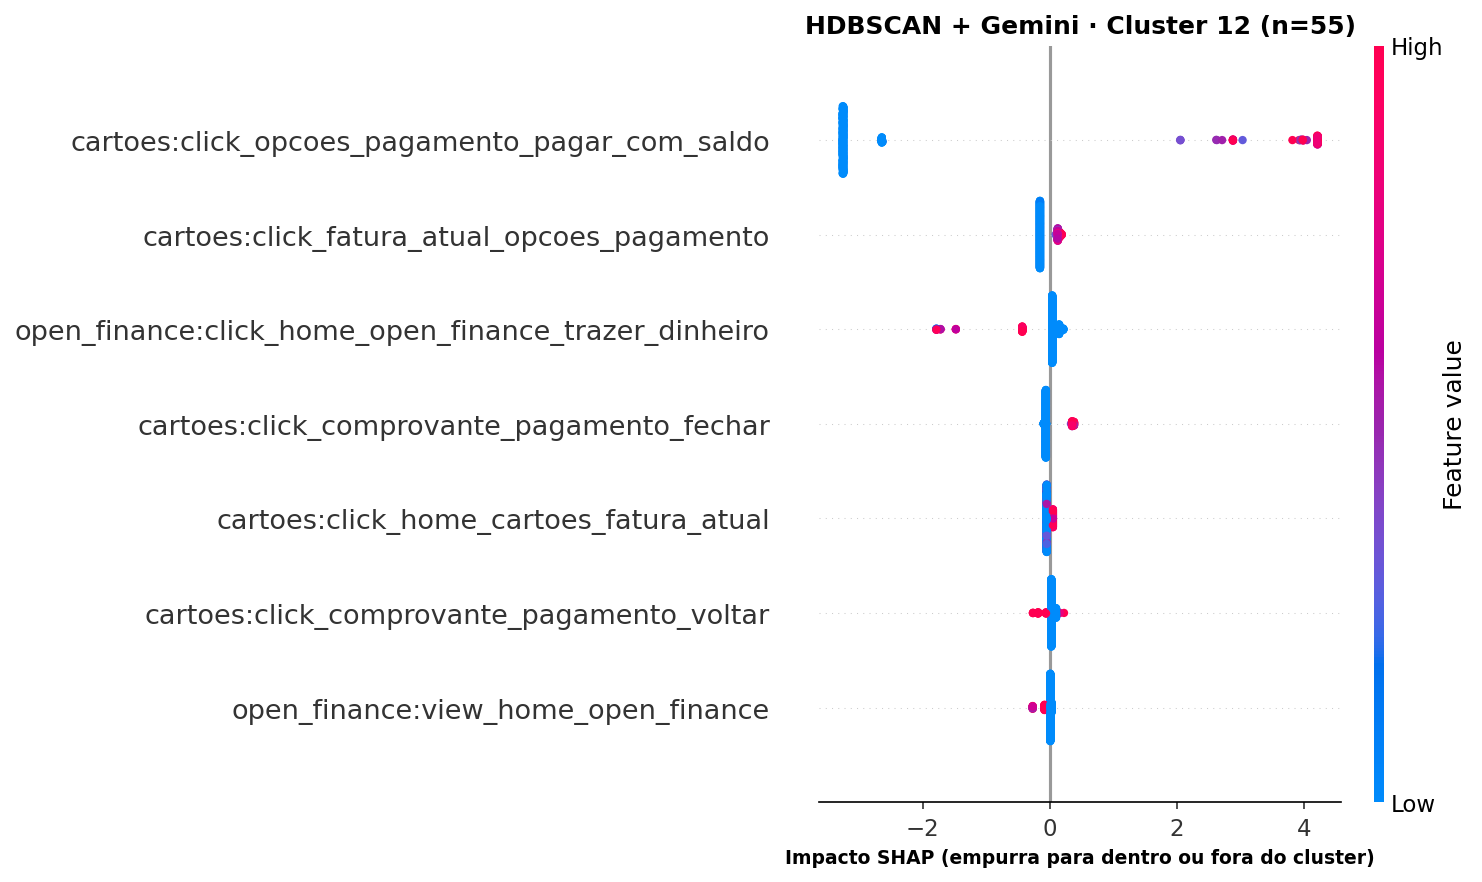 HDBSCAN + Gemini · Cluster 12 (n=55)
High
cartoes:click_opcoes_pagamento_pagar_com_saldo
cartoes:click_fatura_atual_opcoes_pagamento
open_finance:click_home_open_finance_trazer_dinheiro
cartoes:click_comprovante_pagamento_fechar
cartoes:click_home_cartoes_fatura_atual
cartoes:click_comprovante_pagamento_voltar
open_finance:view_home_open_finance
Feature value
Low
−2 0 2 4
Impacto SHAP (empurra para dentro ou fora do cluster)